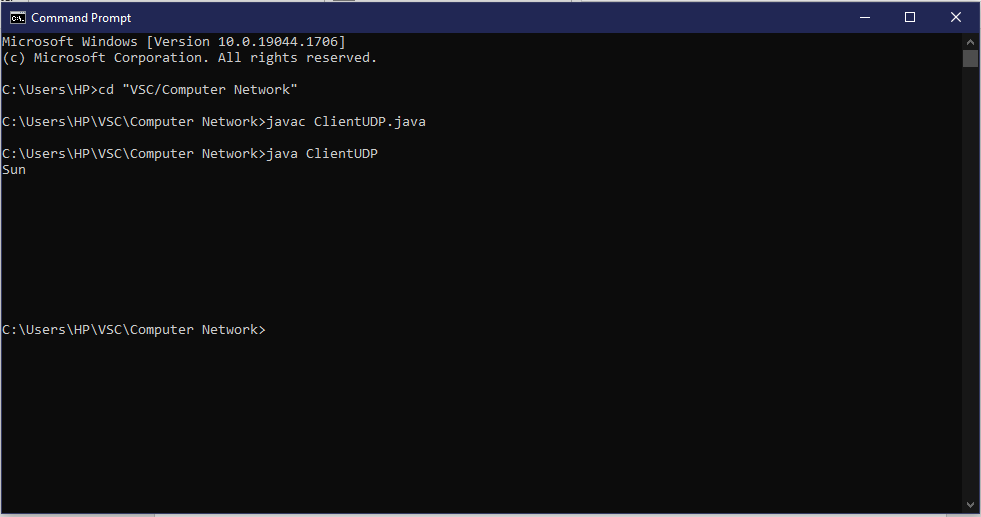 Command Prompt
Microsoft Windows [Version 10.0.19044.1706]
(c) Microsoft Corporation. All rights reserved.
C:\Users\HP>cd "VSC/Computer Network"
C:\Users\HP\VSC\Computer Network>javac ClientUDP.java
C:\Users\HP\VSC\Computer Network>java ClientUDP
Sun
C:\Users\HP\VSC\Computer Network>